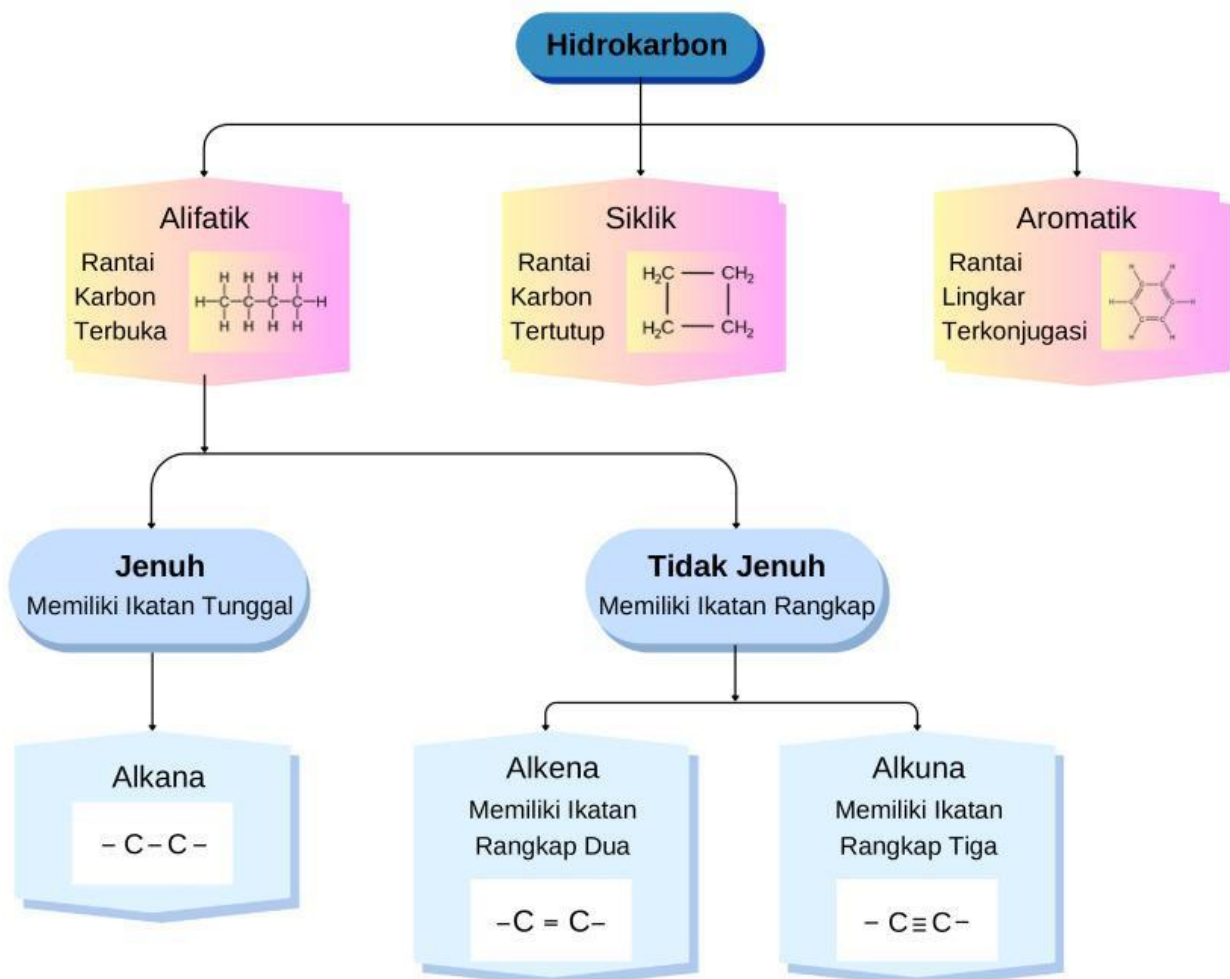 Hidrokarbon
Alifatik
Rantai
Karbon
Terbuka
H H H H
H-C-C-C-C-H
H H H H
Siklik
Rantai
Karbon
Tertutup
H₂C — CH₂
H₂C — CH₂
Aromatik
Rantai
Lingkar
Terkonjugasi
H H
H H
C=C
H H
Jenuh
Memiliki Ikatan Tunggal
Tidak Jenuh
Memiliki Ikatan Rangkap
Alkana
– C – C –
Alkena
Memiliki Ikatan
Rangkap Dua
–C = C–
Alkuna
Memiliki Ikatan
Rangkap Tiga
– C≡C –